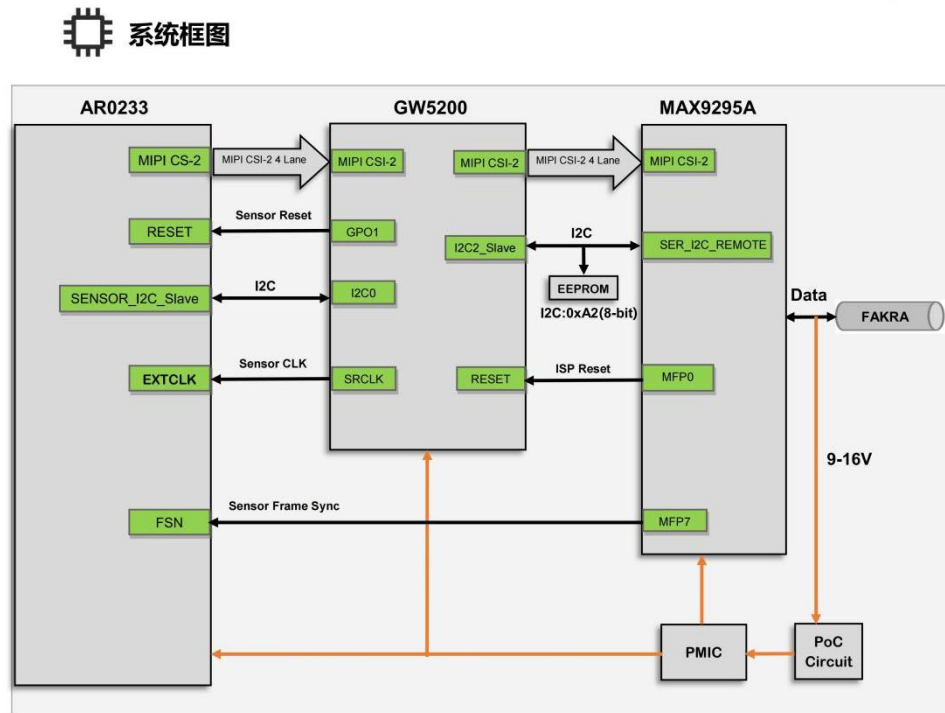 系统框图
AR0233
GW5200
MAX9295A
MIPI CS-2
MIPI CSI-2 4 Lane
MIPI CSI-2
MIPI CSI-2
MIPI CSI-2 4 Lane
MIPI CSI-2
RESET
Sensor Reset
GPO1
I2C2_Slave
I2C
SER_I2C_REMOTE
SENSOR_I2C_Slave
I2C
I2C0
EEPROM
I2C:0xA2(8-bit)
Data
FAKRA
EXTCLK
Sensor CLK
SRCLK
RESET
ISP Reset
MFP0
9-16V
FSN
Sensor Frame Sync
MFP7
PMIC
PoC
Circuit